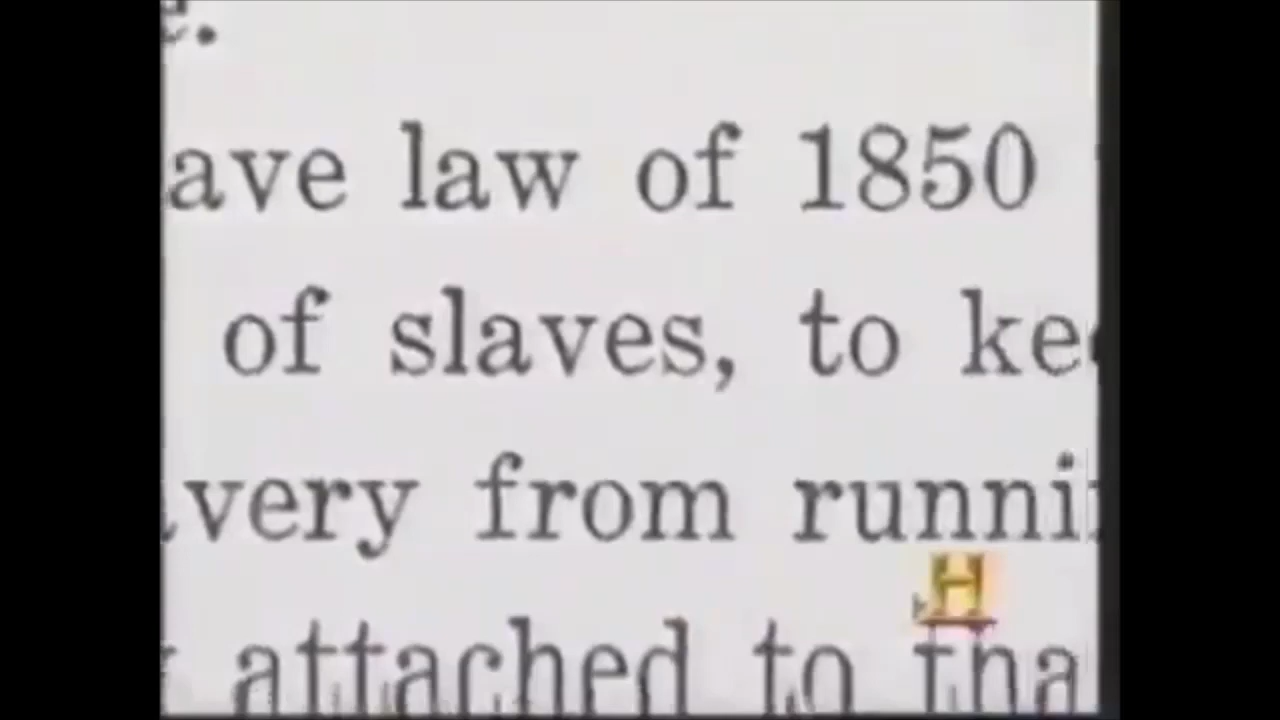 ave law of 1850
of slaves, to ke
very from runni
attached to tha
H